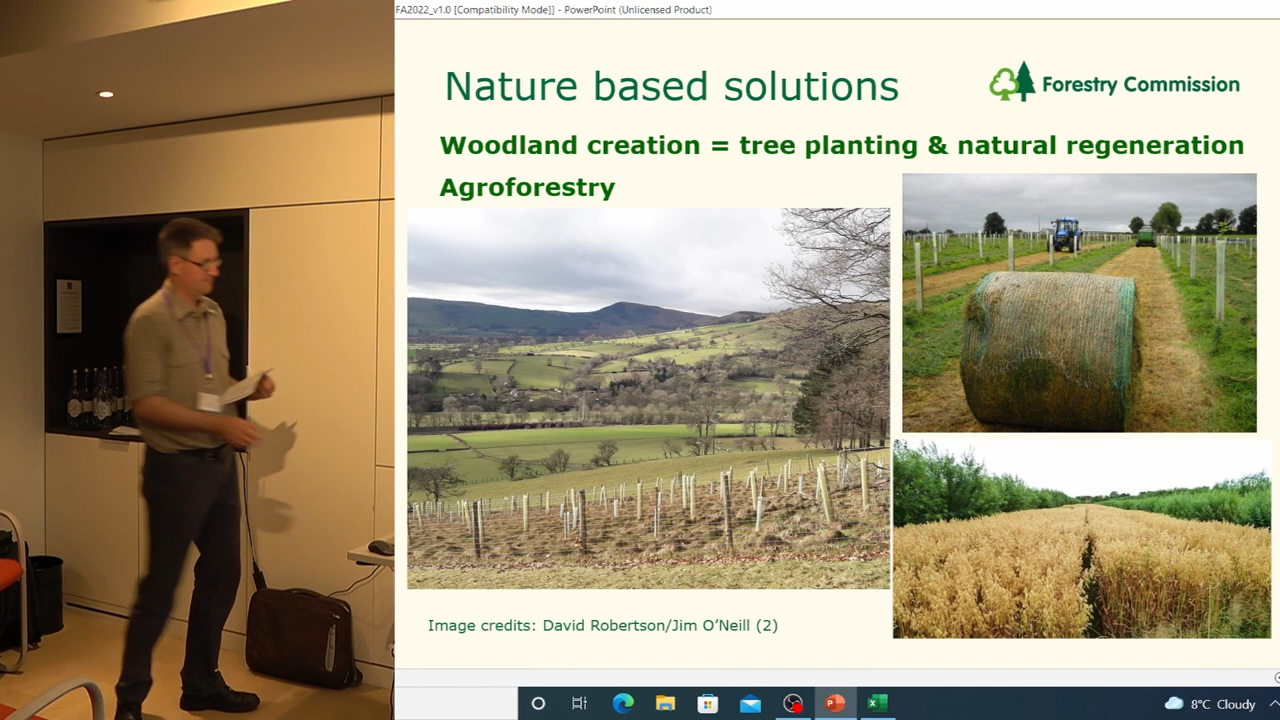 FA2022_v1.0 [Compatibility Mode]] - PowerPoint (Unlicensed Product)
Nature based solutions
Forestry Commission
Woodland creation = tree planting & natural regeneration
Agroforestry
Image credits: David Robertson/Jim O'Neill (2)
8°C Cloudy